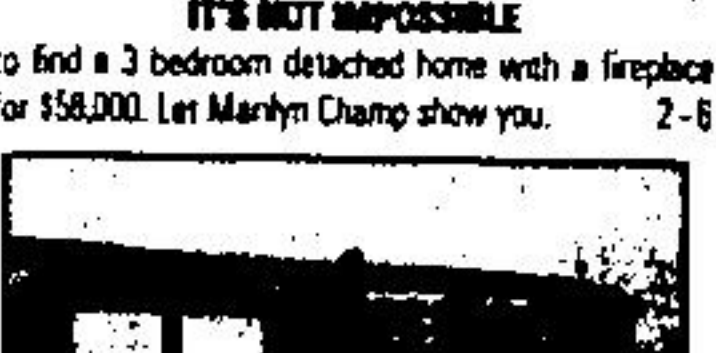 IT'S NOT IMPOSSIBLE
to find a 3 bedroom detached home with a fireplace
for $58,000. Let Marilyn Champ show you. 2-6